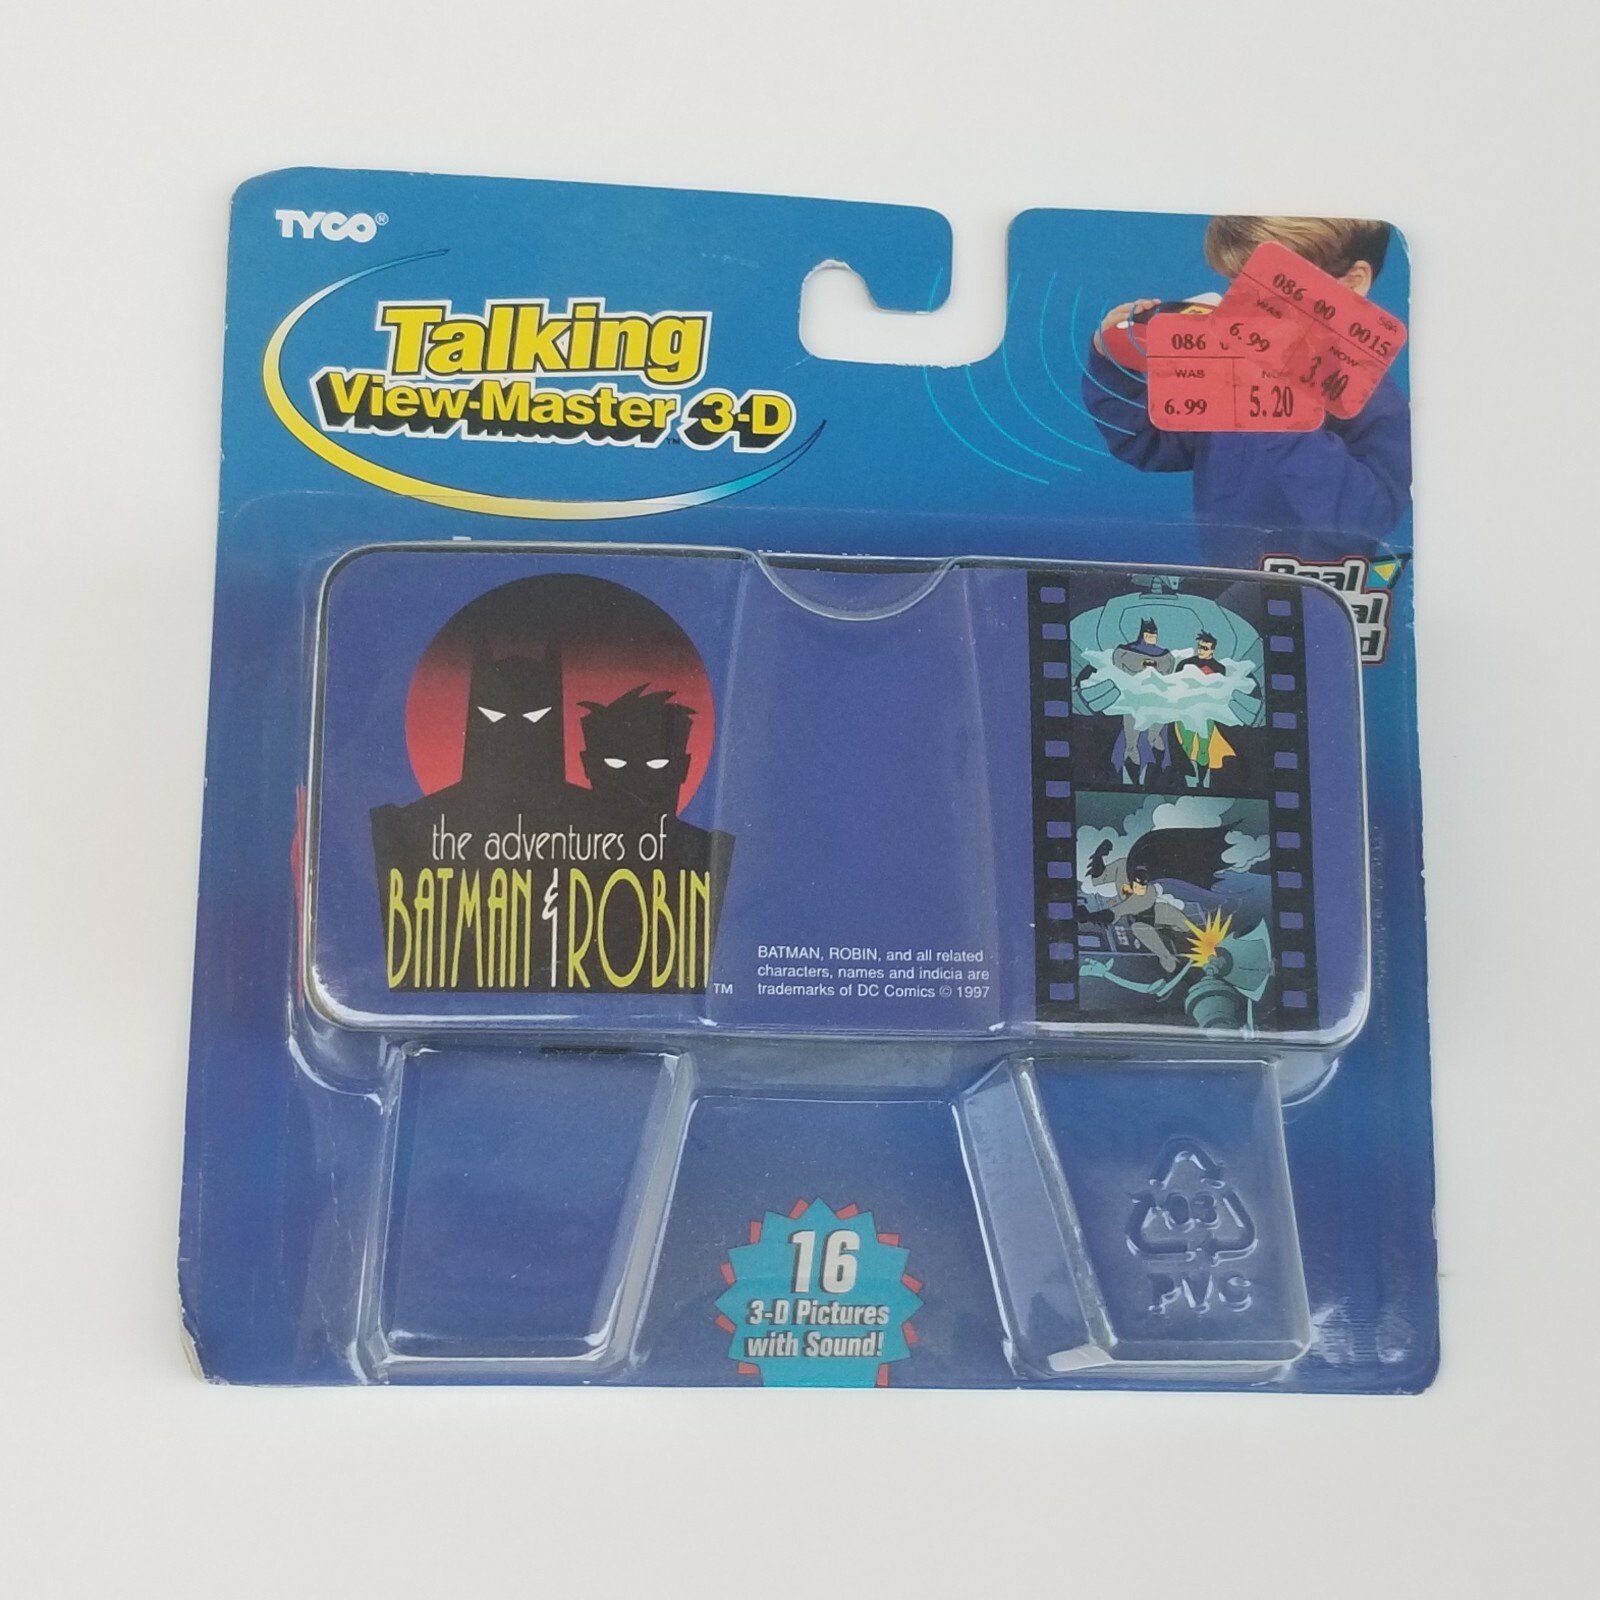 TYCO®
Talking
View-Master 3-D
TM
086 00 0015
SGA
WAS
NOW
6.99
3.40
086
WAS
6.99
5.20
the adventures of
BATMAN & ROBIN
TM
BATMAN, ROBIN, and all related
characters, names and indicia are
trademarks of DC Comics © 1997
16
3-D Pictures
with Sound!
03
PVC